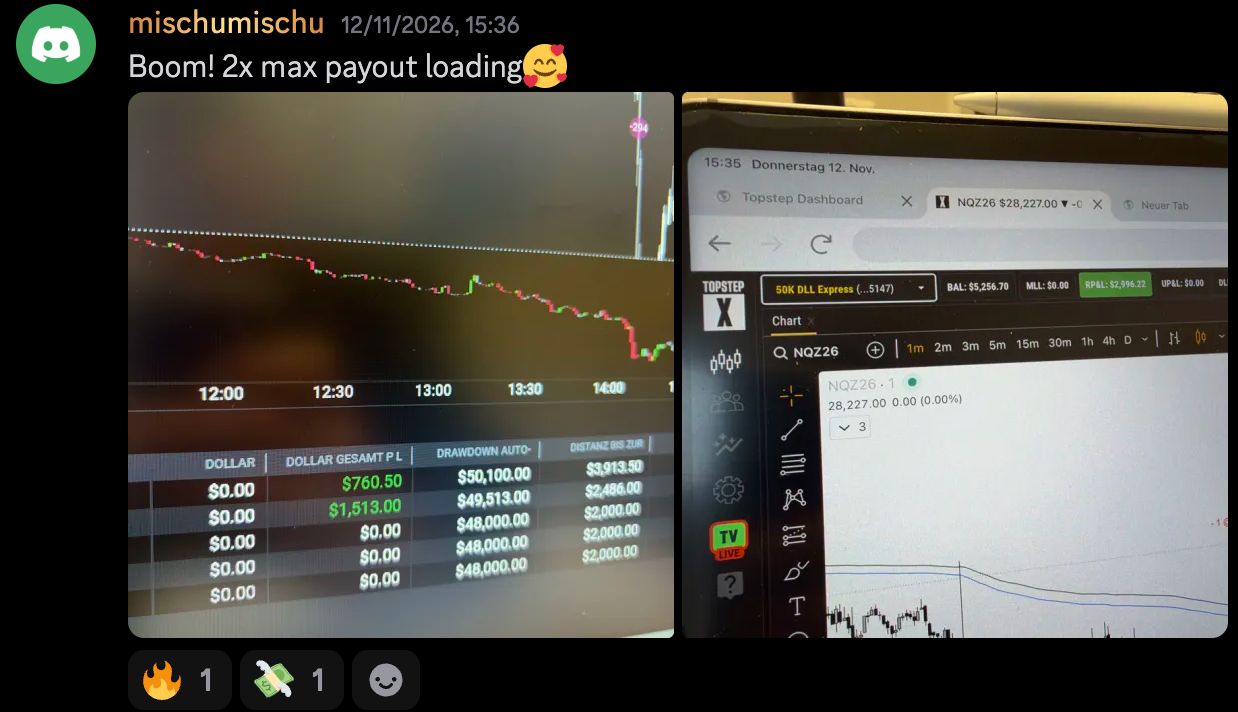 mischumischu 12/11/2026, 15:36
Boom! 2x max payout loading🥰
-294
12:00 12:30 13:00 13:30 14:00
DOLLAR DOLLAR GESAMT P L DRAWDOWN AUTO- DISTANZ BIS ZUR
$0.00 $760.50 $50,100.00 $3,913.50
$0.00 $1,513.00 $49,513.00 $2,486.00
$0.00 $0.00 $48,000.00 $2,000.00
$0.00 $0.00 $48,000.00 $2,000.00
$0.00 $0.00 $48,000.00 $2,000.00
15:35 Donnerstag 12. Nov.
Topstep Dashboard NQZ26 $28,227.00 ▼ -0 Neuer Tab
TOPSTEP
X
50K DLL Express (...5147) BAL: $5,256.70 MLL: $0.00 RP&L: $2,996.22 UP&L: $0.00 DL
Chart
NQZ26 1m 2m 3m 5m 15m 30m 1h 4h D
NQZ26 · 1
28,227.00 0.00 (0.00%)
3
TV
LIVE
?
T
🔥 1 💸 1